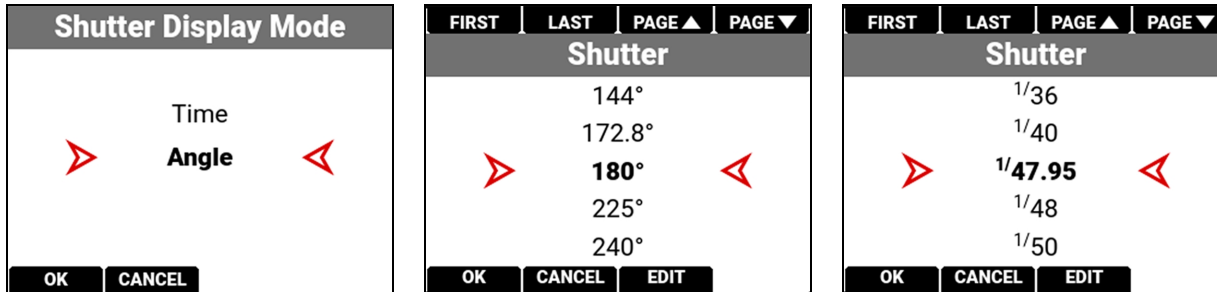 Shutter Display Mode
Time
Angle
OK CANCEL
FIRST LAST PAGE▲ PAGE▼
Shutter
144°
172.8°
180°
225°
240°
OK CANCEL EDIT
FIRST LAST PAGE▲ PAGE▼
Shutter
1/36
1/40
1/47.95
1/48
1/50
OK CANCEL EDIT